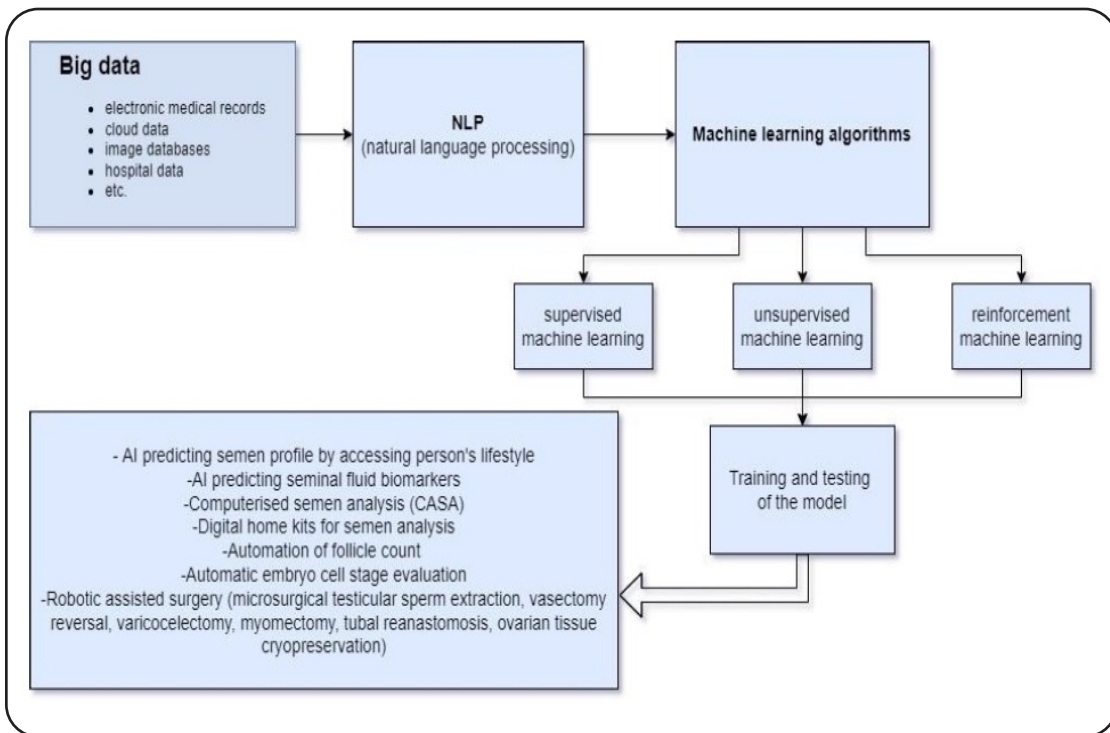 Big data
• electronic medical records
• cloud data
• image databases
• hospital data
• etc.
NLP
(natural language processing)
Machine learning algorithms
supervised
machine learning
unsupervised
machine learning
reinforcement
machine learning
Training and testing
of the model
- AI predicting semen profile by accessing person's lifestyle
-AI predicting seminal fluid biomarkers
-Computerised semen analysis (CASA)
-Digital home kits for semen analysis
-Automation of follicle count
-Automatic embryo cell stage evaluation
-Robotic assisted surgery (microsurgical testicular sperm extraction, vasectomy
reversal, varicocelectomy, myomectomy, tubal reanastomosis, ovarian tissue
cryopreservation)